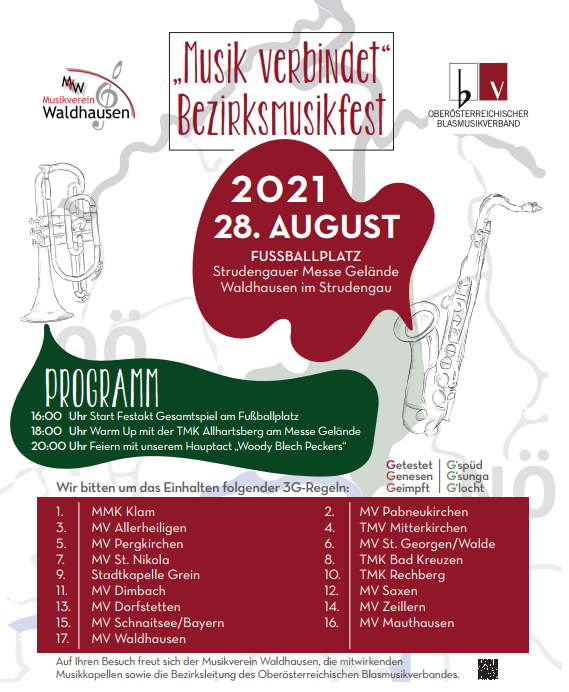 „Musik verbindet“
Bezirksmusikfest
MVW
Musikverein
Waldhausen
b V
OBERÖSTERREICHISCHER
BLASMUSIKVERBAND
2021
28. AUGUST
FUSSBALLPLATZ
Strudengauer Messe Gelände
Waldhausen im Strudengau
OÖ
NÖ
PROGRAMM
16:00 Uhr Start Festakt Gesamtspiel am Fußballplatz
18:00 Uhr Warm Up mit der TMK Allhartsberg am Messe Gelände
20:00 Uhr Feiern mit unserem Hauptact „Woody Blech Peckers“
Wir bitten um das Einhalten folgender 3G-Regeln:
Getestet G'spüd
Genesen G'sunga
Geimpft G'locht
1. MMK Klam 2. MV Pabneukirchen
3. MV Allerheiligen 4. TMV Mitterkirchen
5. MV Pergkirchen 6. MV St. Georgen/Walde
7. MV St. Nikola 8. TMK Bad Kreuzen
9. Stadtkapelle Grein 10. TMK Rechberg
11. MV Dimbach 12. MV Saxen
13. MV Dorfstetten 14. MV Zeillern
15. MV Schnaitsee/Bayern 16. MV Mauthausen
17. MV Waldhausen
Auf Ihren Besuch freut sich der Musikverein Waldhausen, die mitwirkenden
Musikkapellen sowie die Bezirksleitung des Oberösterreichischen Blasmusikverbandes.